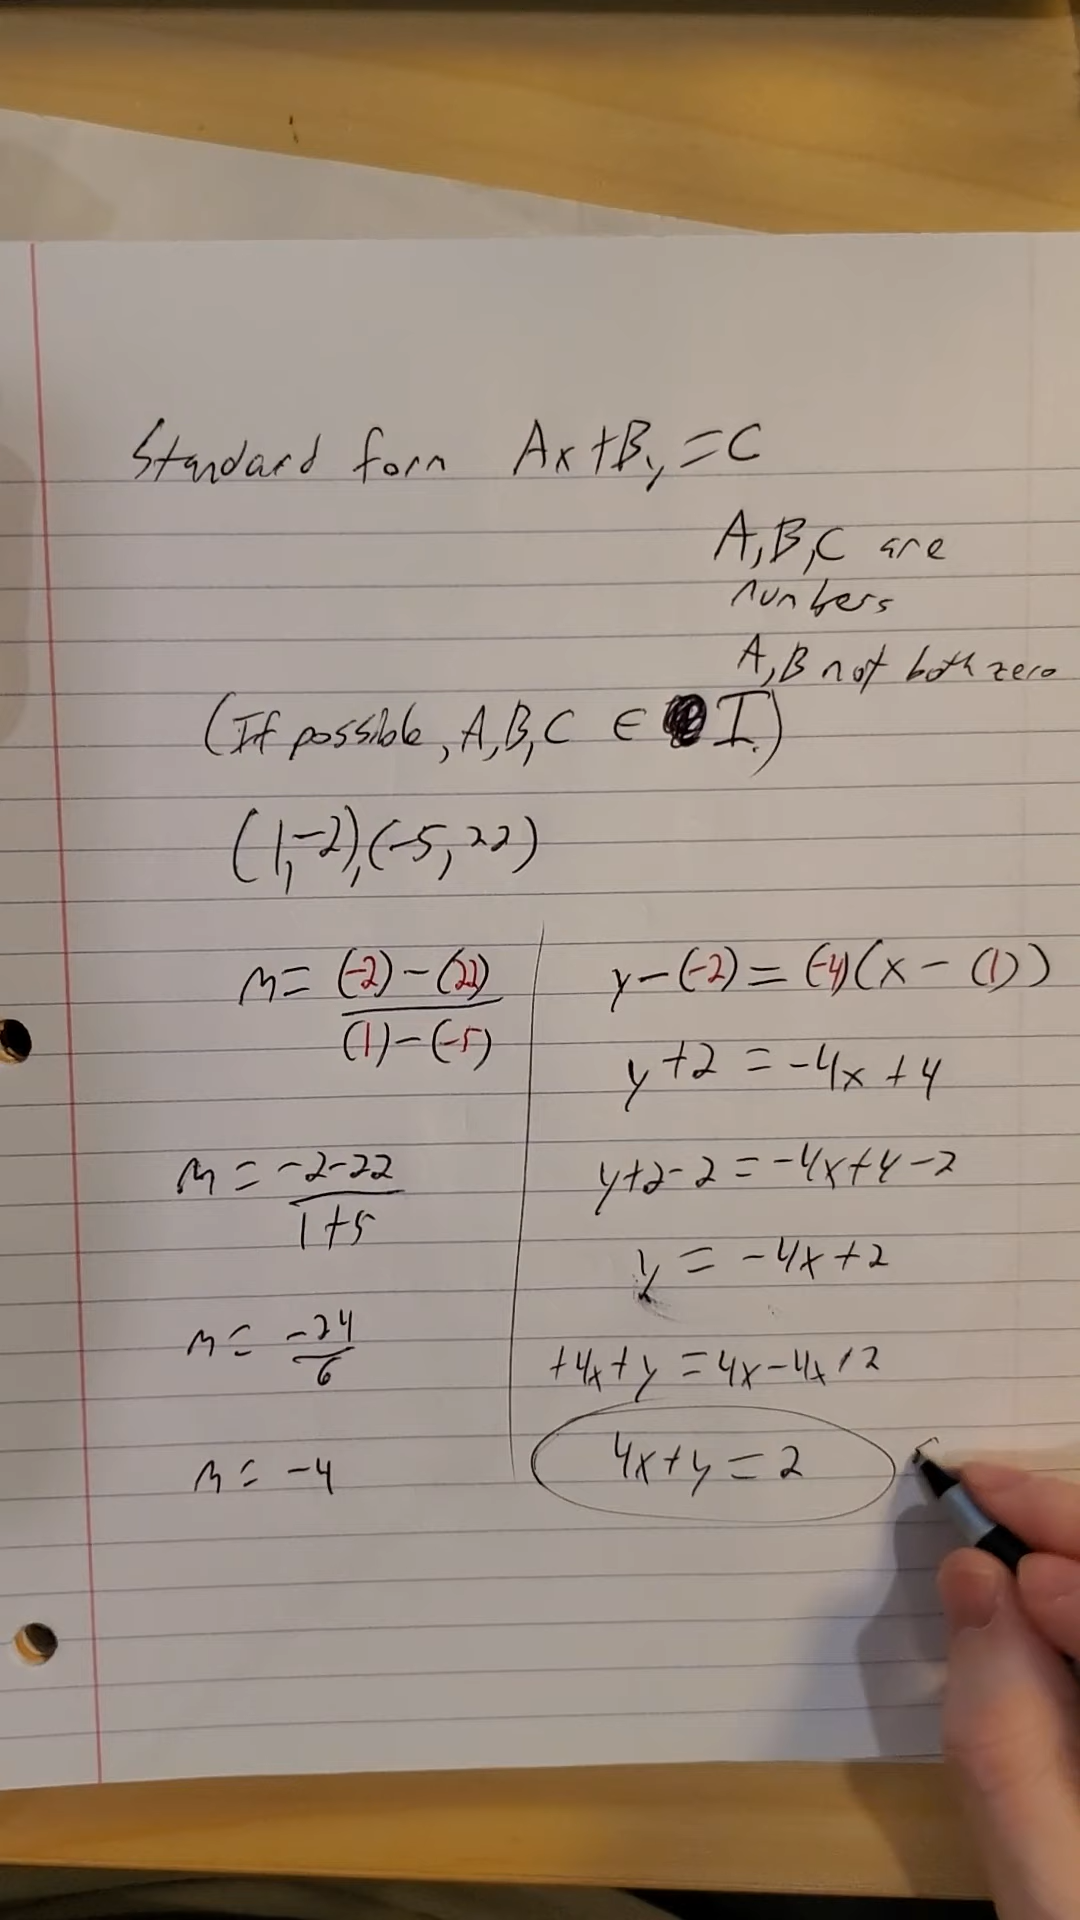 Standard form Ax+By=C
A,B,C are
numbers
A,B not both zero
(If possible, A,B,C ∈ I.)
(1,-2),(-5,22)
m= (-2)-(22)
(1)-(-5)
m = -2-22
1+5
m = -24
6
m = -4
y-(-2)=(-4)(x-(1))
y+2 = -4x+4
y+2-2=-4x+4-2
y = -4x+2
+4x+y=4x-4x+2
4x+y=2